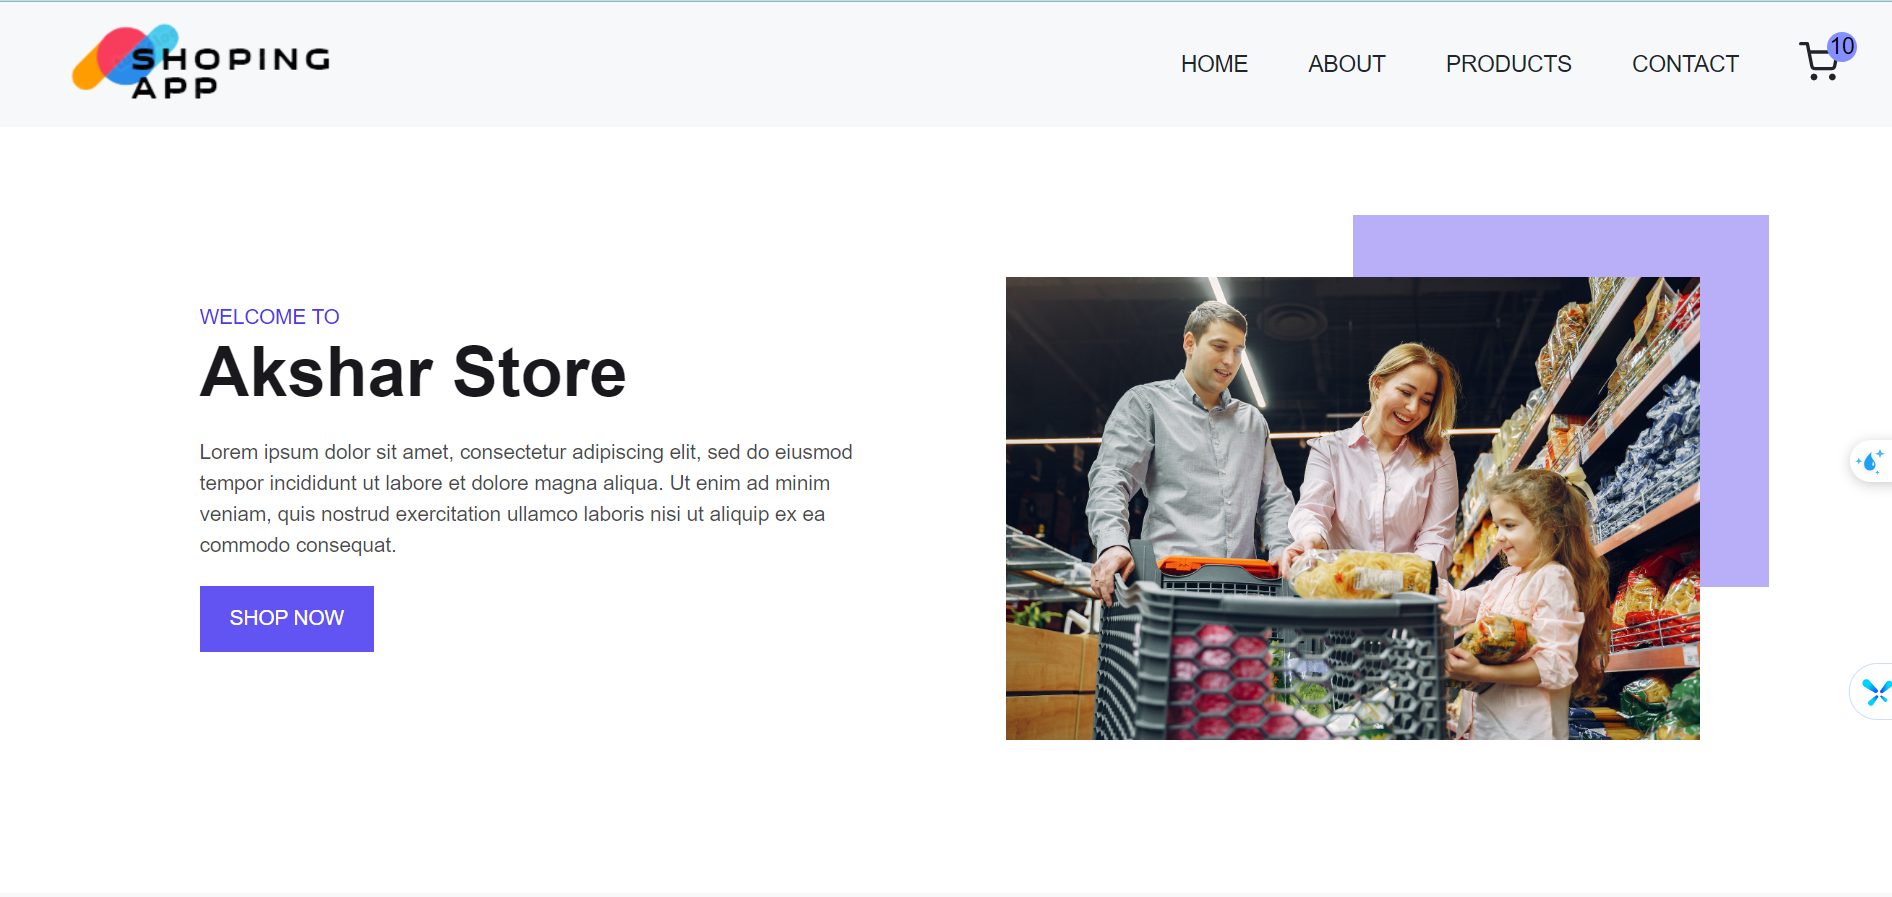 SHOPING
APP
HOME ABOUT PRODUCTS CONTACT 10
WELCOME TO
Akshar Store
Lorem ipsum dolor sit amet, consectetur adipiscing elit, sed do eiusmod
tempor incididunt ut labore et dolore magna aliqua. Ut enim ad minim
veniam, quis nostrud exercitation ullamco laboris nisi ut aliquip ex ea
commodo consequat.
SHOP NOW